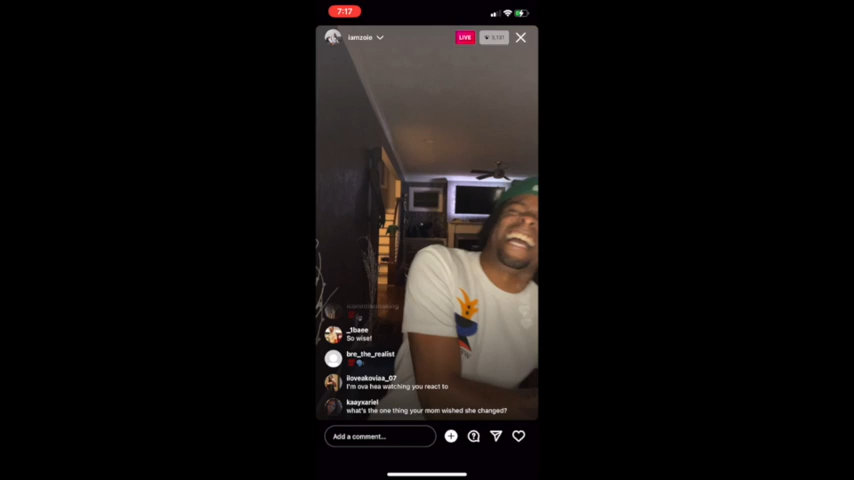 7:17
iamzoie
LIVE
_1baee
So wise!
bre_the_realist
iloveakoviaa_07
I'm ova hea watching you react to
kaayxariel
what's the one thing your mom wished she changed?
Add a comment...